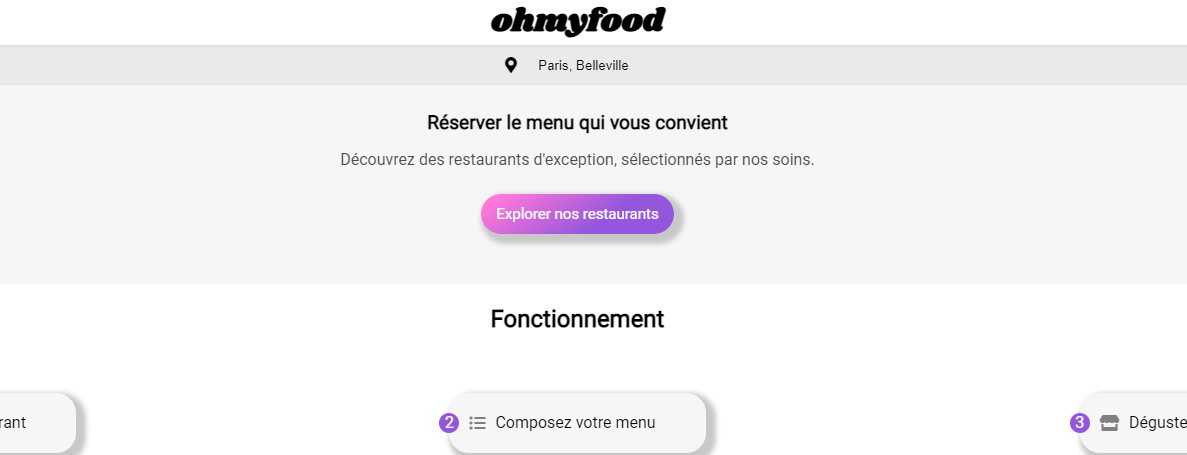 ohmyfood
Paris, Belleville
Réserver le menu qui vous convient
Découvrez des restaurants d'exception, sélectionnés par nos soins.
Explorer nos restaurants
Fonctionnement
rant
2 Composez votre menu
3 Déguste